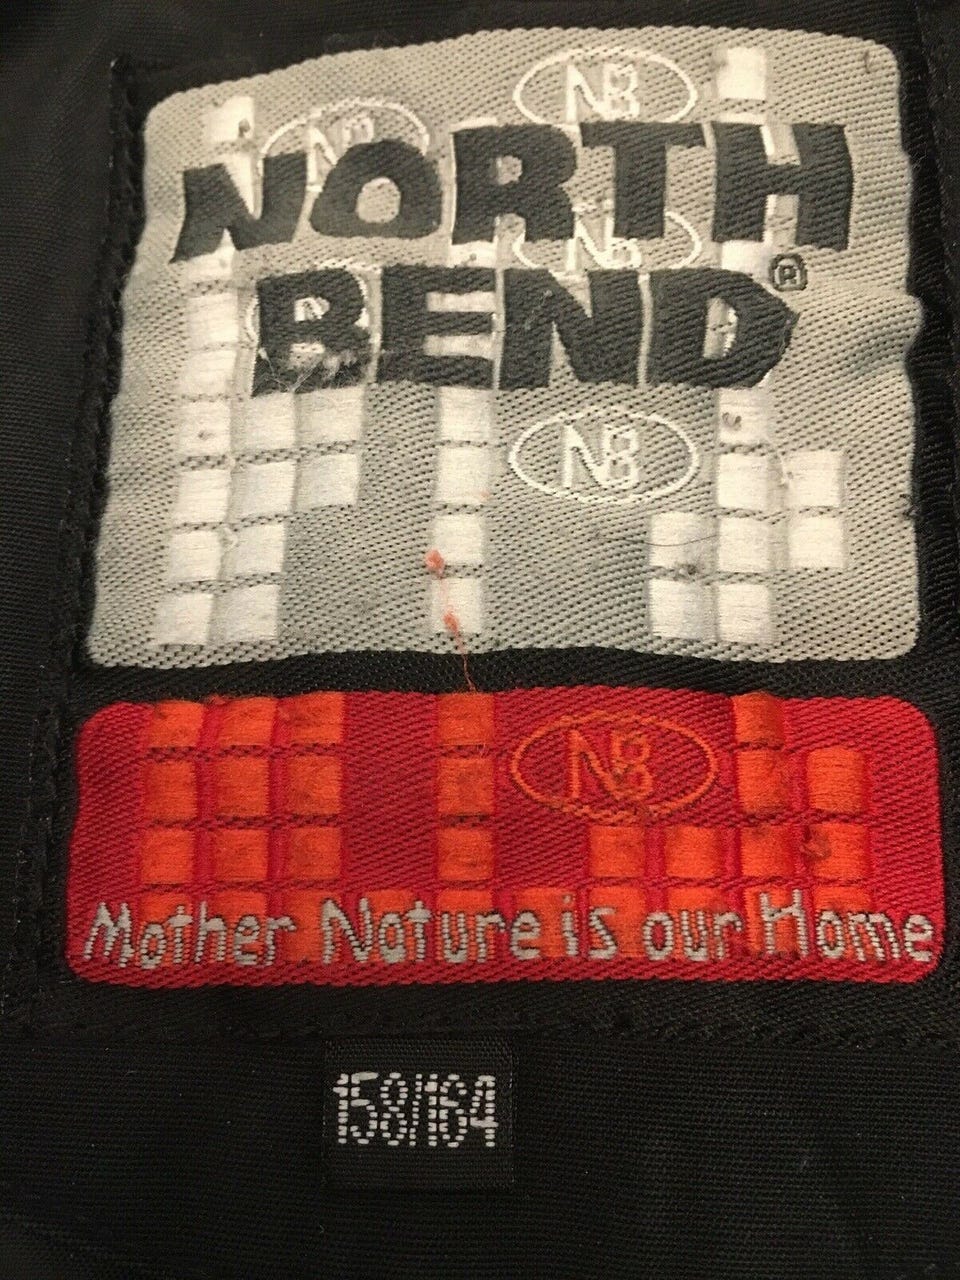 NB
NB
NORTH
NB
BEND®
B
NB
NB
Mother Nature is our Home
158/164